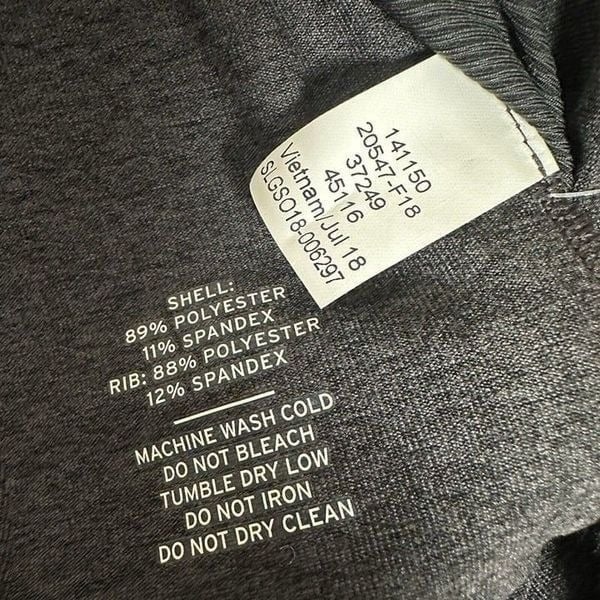 141150
20547-F18
37249
45116
Vietnam/Jul 18
SLGSO18-006297
SHELL:
89% POLYESTER
11% SPANDEX
RIB: 88% POLYESTER
12% SPANDEX
MACHINE WASH COLD
DO NOT BLEACH
TUMBLE DRY LOW
DO NOT IRON
DO NOT DRY CLEAN